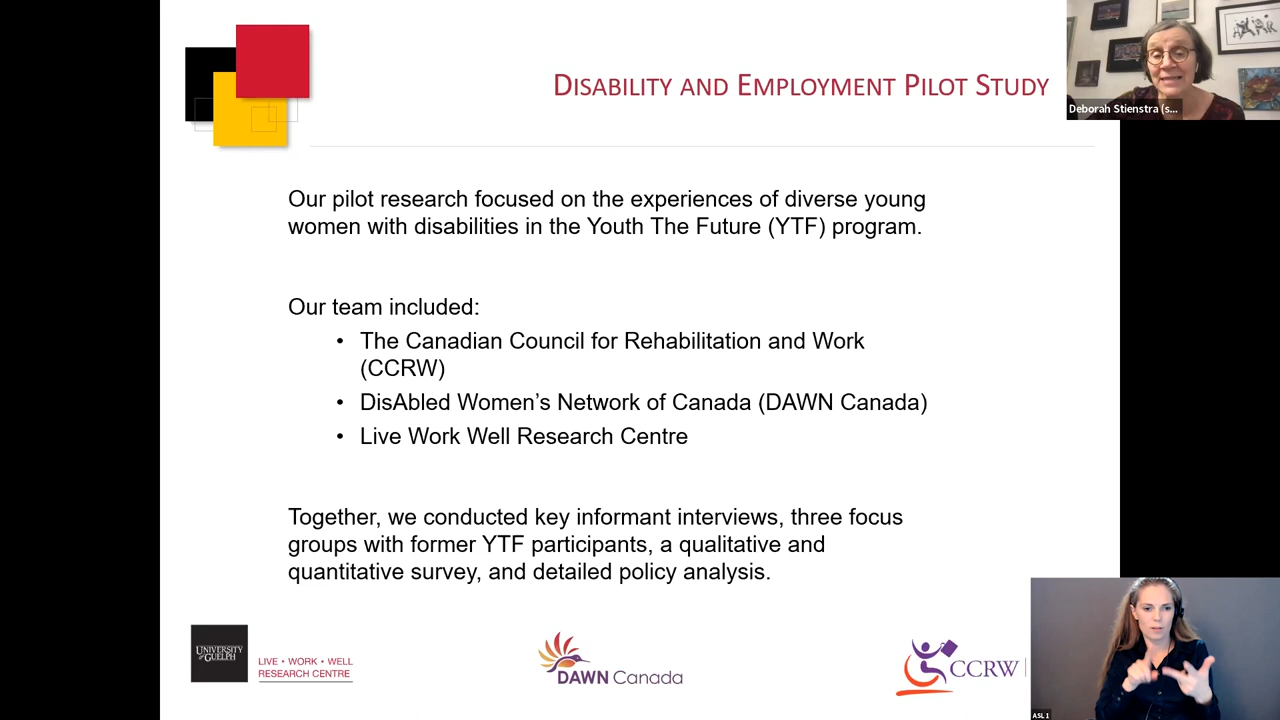 DISABILITY AND EMPLOYMENT PILOT STUDY
Deborah Stienstra (s...
Our pilot research focused on the experiences of diverse young
women with disabilities in the Youth The Future (YTF) program.
Our team included:
• The Canadian Council for Rehabilitation and Work
(CCRW)
• DisAbled Women’s Network of Canada (DAWN Canada)
• Live Work Well Research Centre
Together, we conducted key informant interviews, three focus
groups with former YTF participants, a qualitative and
quantitative survey, and detailed policy analysis.
UNIVERSITY
OF GUELPH
LIVE • WORK • WELL
RESEARCH CENTRE
DAWN Canada
CCRW
ASL 1